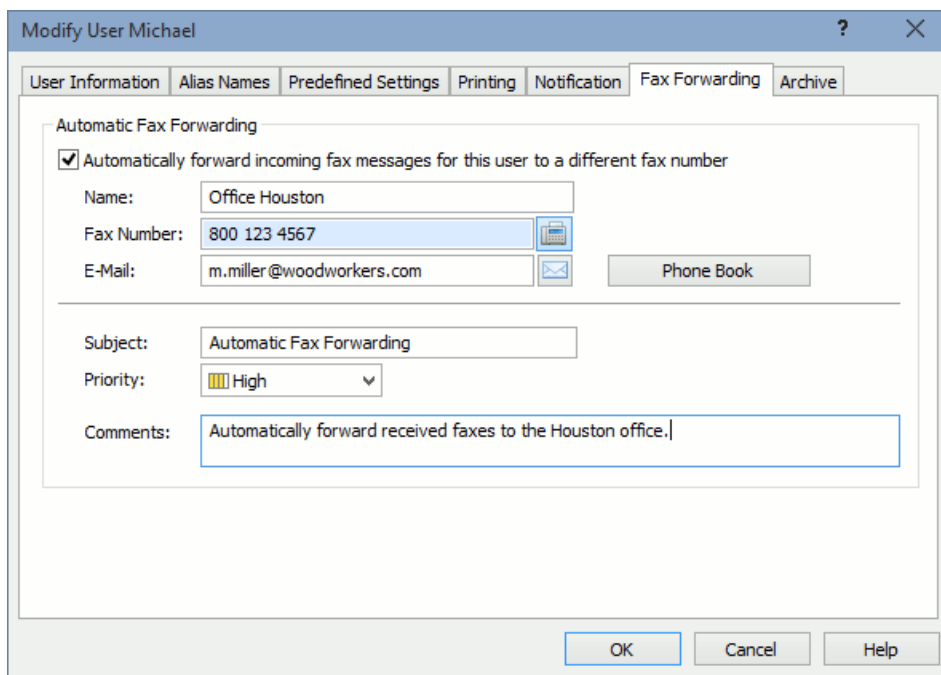 Modify User Michael ?
User Information Alias Names Predefined Settings Printing Notification Fax Forwarding Archive
Automatic Fax Forwarding
Automatically forward incoming fax messages for this user to a different fax number
Name: Office Houston
Fax Number: 800 123 4567
E-Mail: m.miller@woodworkers.com Phone Book
Subject: Automatic Fax Forwarding
Priority: High
Comments: Automatically forward received faxes to the Houston office.
OK Cancel Help